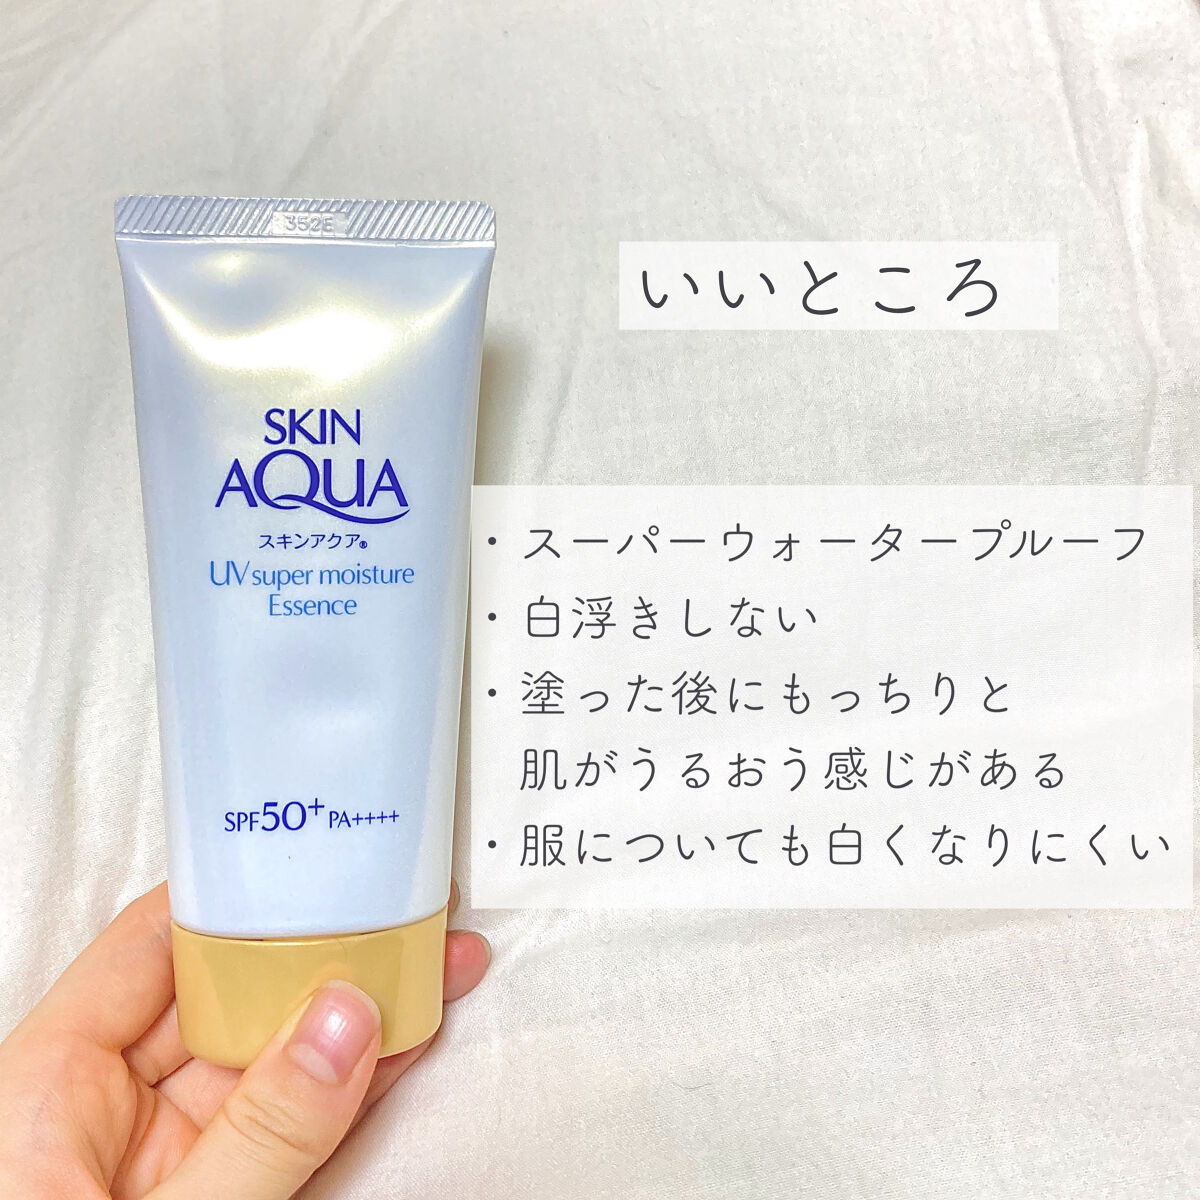 352E
SKIN
AQUA
スキンアクア®
UV super moisture
Essence
SPF50+ PA++++
いいところ
・スーパーウォータープルーフ
・白浮きしない
・塗った後にもっちりと
肌がうるおう感じがある
・服についても白くなりにくい